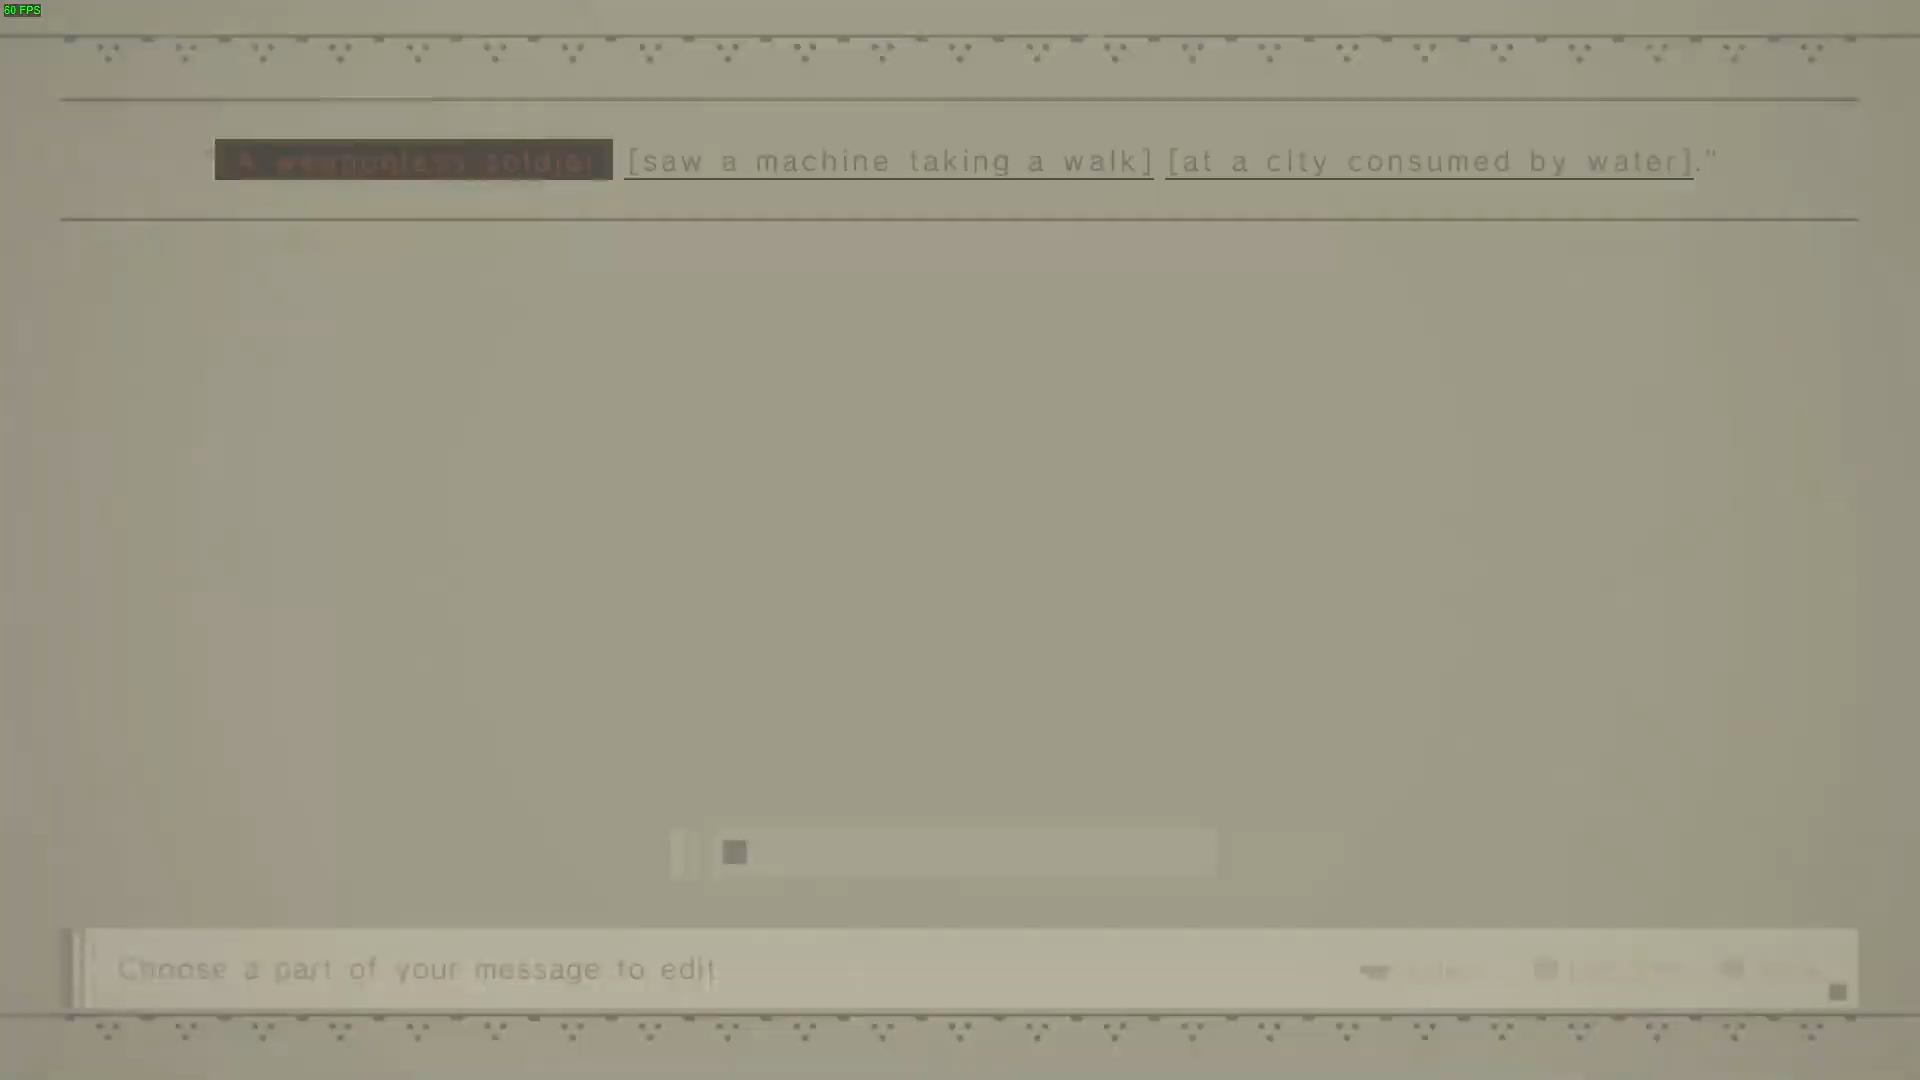 60 FPS
A weaponless soldier [saw a machine taking a walk] [at a city consumed by water]."
Choose a part of your message to edit.